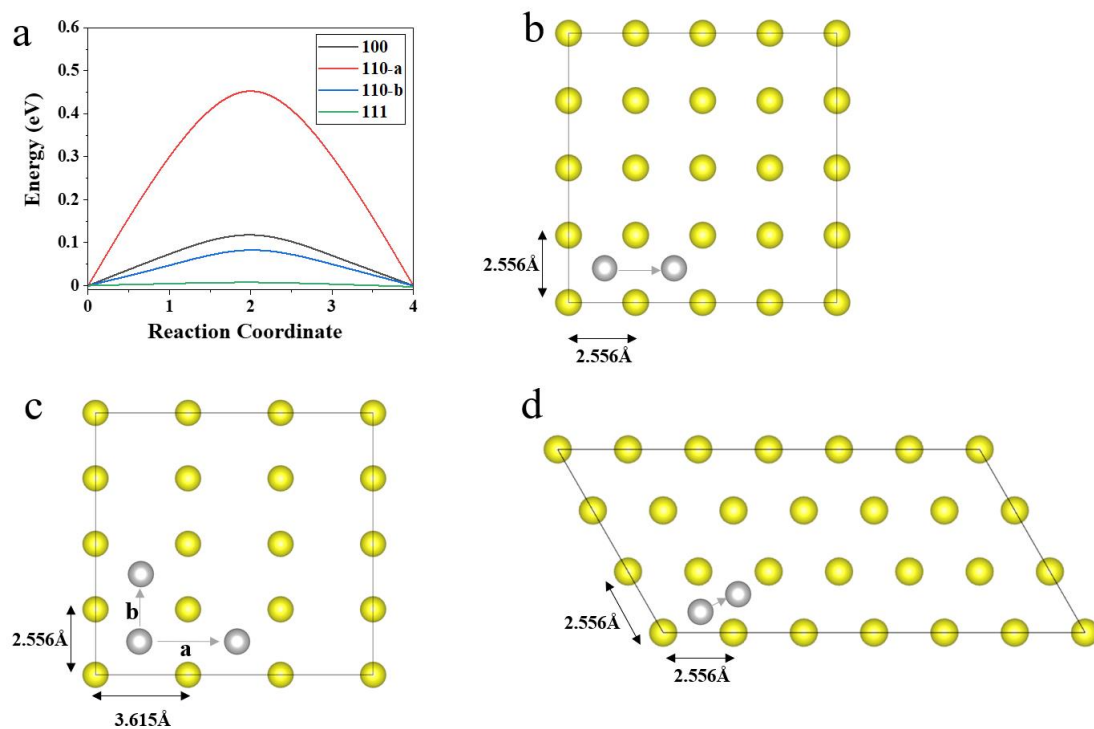 a
0.6
0.5
0.4
0.3
0.2
0.1
0
Energy (eV)
100
110-a
110-b
111
0
1
2
3
4
Reaction Coordinate
b
2.556Å
2.556Å
c
b
a
2.556Å
3.615Å
d
2.556Å
2.556Å